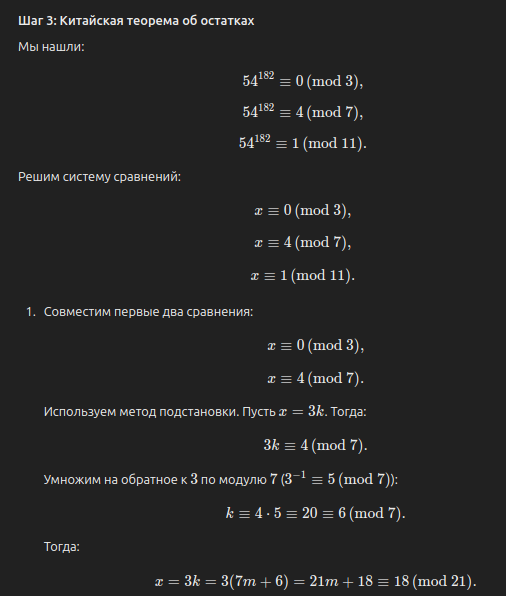 Шаг 3: Китайская теорема об остатках
Мы нашли:
54^{182} ≡ 0 (mod 3),
54^{182} ≡ 4 (mod 7),
54^{182} ≡ 1 (mod 11).
Решим систему сравнений:
x ≡ 0 (mod 3),
x ≡ 4 (mod 7),
x ≡ 1 (mod 11).
1. Совместим первые два сравнения:
x ≡ 0 (mod 3),
x ≡ 4 (mod 7).
Используем метод подстановки. Пусть x = 3k. Тогда:
3k ≡ 4 (mod 7).
Умножим на обратное к 3 по модулю 7 (3^{−1} ≡ 5 (mod 7)):
k ≡ 4 · 5 ≡ 20 ≡ 6 (mod 7).
Тогда:
x = 3k = 3(7m + 6) = 21m + 18 ≡ 18 (mod 21).